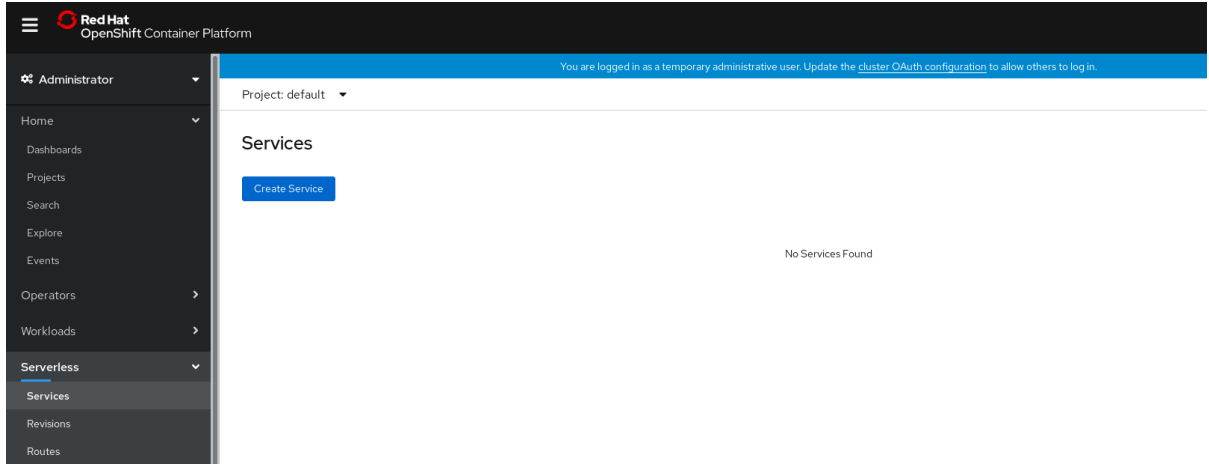 Red Hat
OpenShift Container Platform
Administrator
You are logged in as a temporary administrative user. Update the cluster OAuth configuration to allow others to log in.
Project: default
Home
Dashboards
Projects
Search
Explore
Events
Operators
Workloads
Serverless
Services
Revisions
Routes
Services
Create Service
No Services Found